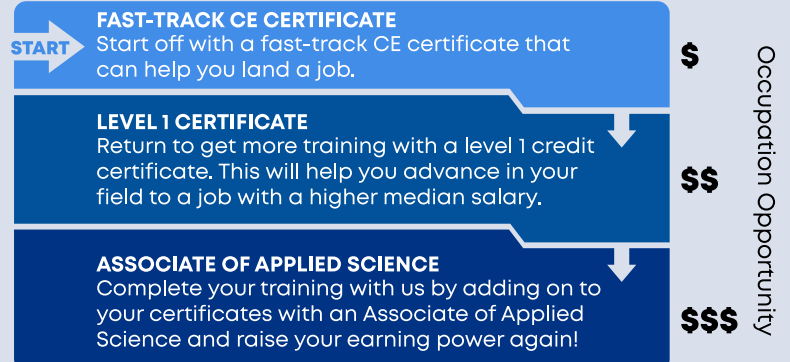 START
FAST-TRACK CE CERTIFICATE
Start off with a fast-track CE certificate that
can help you land a job.
$
LEVEL 1 CERTIFICATE
Return to get more training with a level 1 credit
certificate. This will help you advance in your
field to a job with a higher median salary.
$$
ASSOCIATE OF APPLIED SCIENCE
Complete your training with us by adding on to
your certificates with an Associate of Applied
Science and raise your earning power again!
$$$
Occupation Opportunity